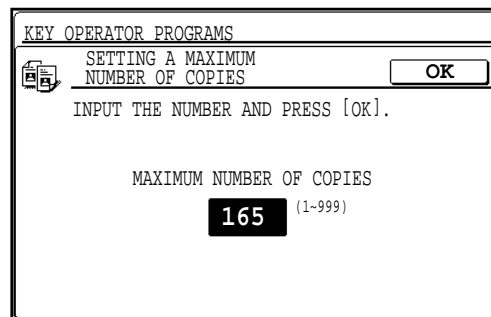 KEY OPERATOR PROGRAMS
SETTING A MAXIMUM
NUMBER OF COPIES
OK
INPUT THE NUMBER AND PRESS [OK].
MAXIMUM NUMBER OF COPIES
165 (1~999)